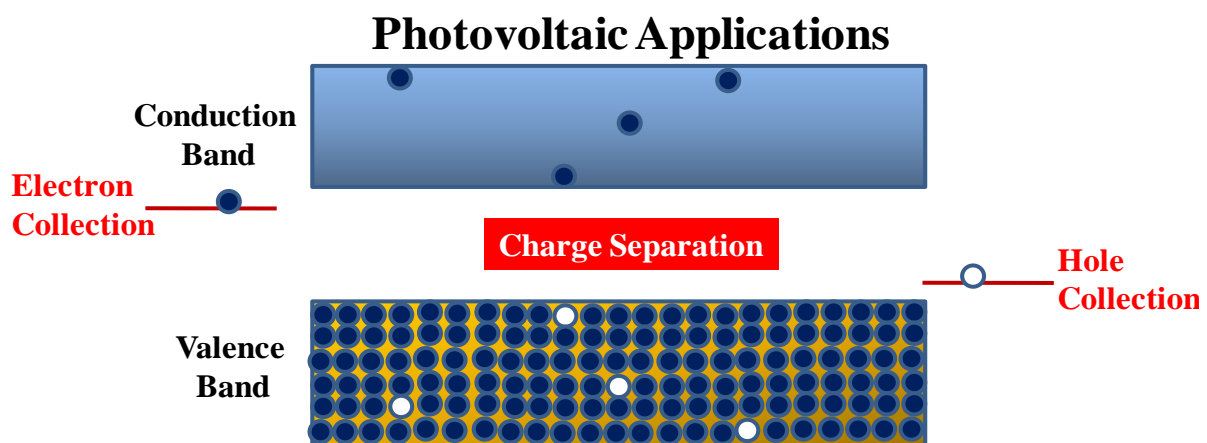 Photovoltaic Applications
Conduction
Band
Electron
Collection
Charge Separation
Hole
Collection
Valence
Band